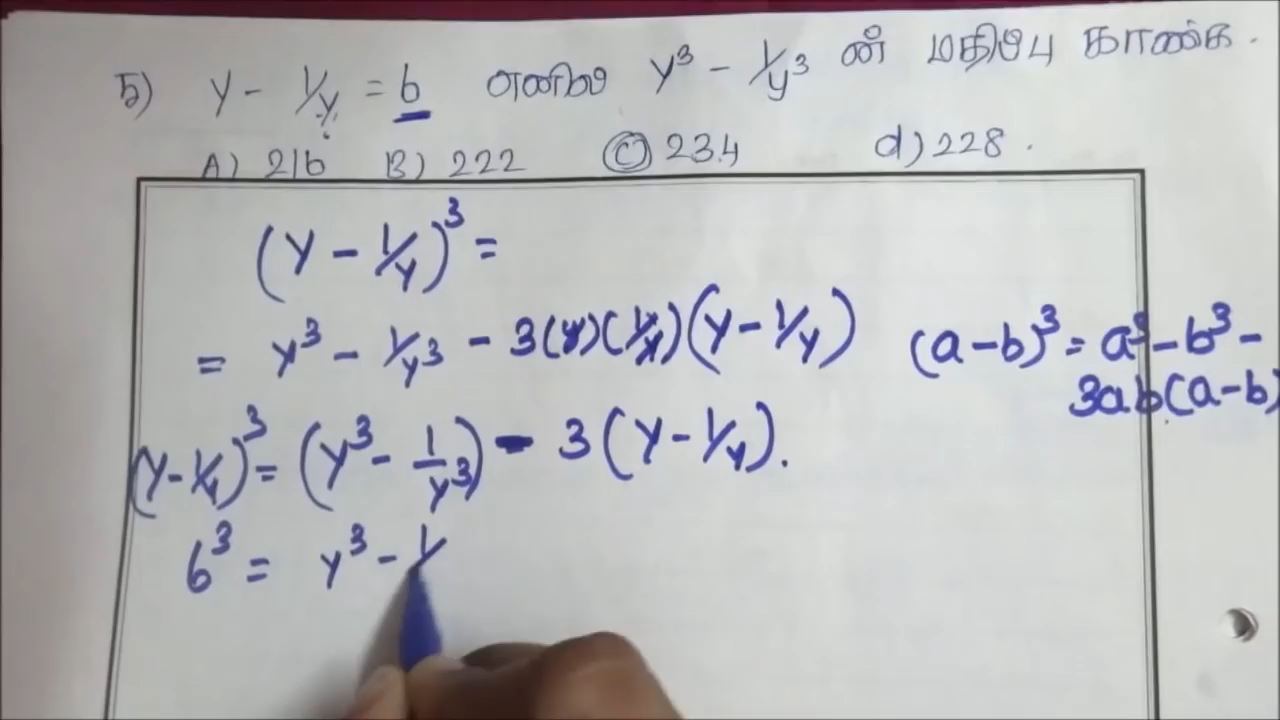 5) y - 1/y = 6 எனில் y³ - 1/y³ ன் மதிப்பு காண்க.
A) 216 B) 222 C) 234 d) 228.
(y - 1/y)³ =
= y³ - 1/y³ - 3(y)(1/y)(y - 1/y)
(a-b)³ = a³ - b³ -
3ab(a-b)
(y - 1/y)³ = (y³ - 1/y³) - 3(y - 1/y).
6³ = y³ - 1/